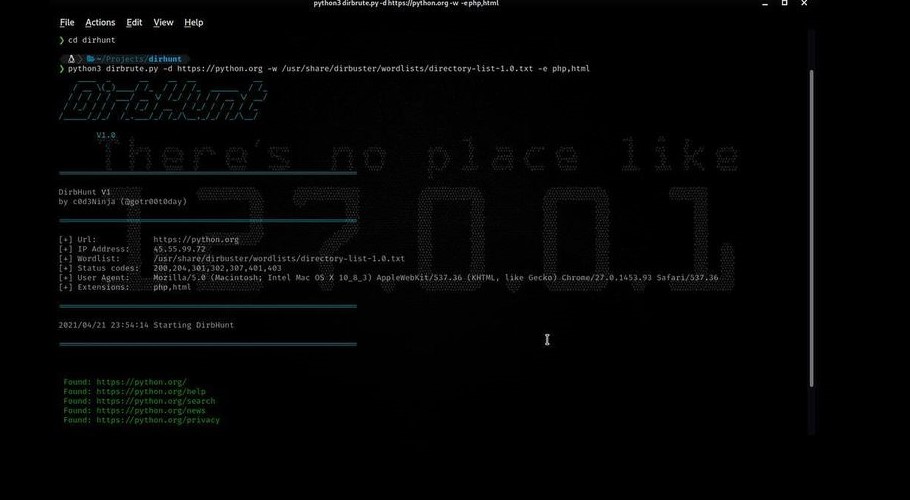 python3 dirbrute.py -d https://python.org -w -e php,html
File Actions Edit View Help
❯ cd dirhunt
~/Projects/dirhunt
❯ python3 dirbrute.py -d https://python.org -w /usr/share/dirbuster/wordlists/directory-list-1.0.txt -e php,html
DirbHunt
V1.0
There's no place like
127.0.0.1
DirbHunt V1
by c0d3Ninja (@gotr00t0day)
[+] Url: https://python.org
[+] IP Address: 45.55.99.72
[+] Wordlist: /usr/share/dirbuster/wordlists/directory-list-1.0.txt
[+] Status codes: 200,204,301,302,307,401,403
[+] User Agent: Mozilla/5.0 (Macintosh; Intel Mac OS X 10_8_3) AppleWebKit/537.36 (KHTML, like Gecko) Chrome/27.0.1453.93 Safari/537.36
[+] Extensions: php,html
2021/04/21 23:54:14 Starting DirbHunt
Found: https://python.org/
Found: https://python.org/help
Found: https://python.org/search
Found: https://python.org/news
Found: https://python.org/privacy